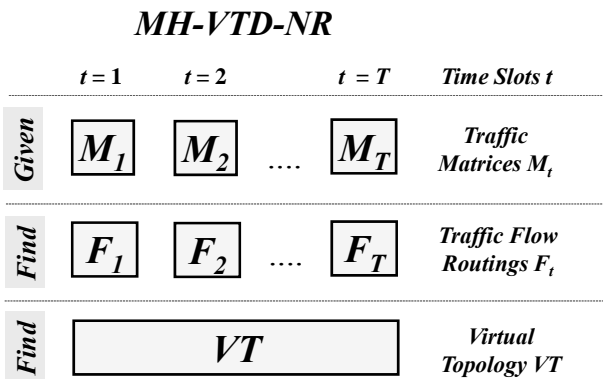 MH-VTD-NR
t = 1 t = 2 t = T Time Slots t
Given M1 M2 .... MT Traffic
Matrices Mt
Find F1 F2 .... FT Traffic Flow
Routings Ft
Find VT Virtual
Topology VT